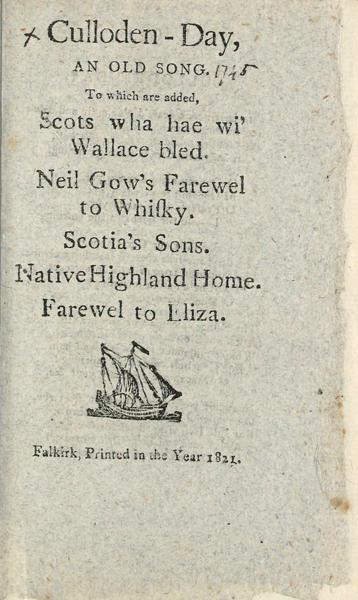 × Culloden - Day,
AN OLD SONG. 1745
To which are added,
Scots wha hae wi'
Wallace bled.
Neil Gow's Farewel
to Whiſky.
Scotia's Sons.
Native Highland Home.
Farewel to Eliza.
Falkirk, Printed in the Year 1821.